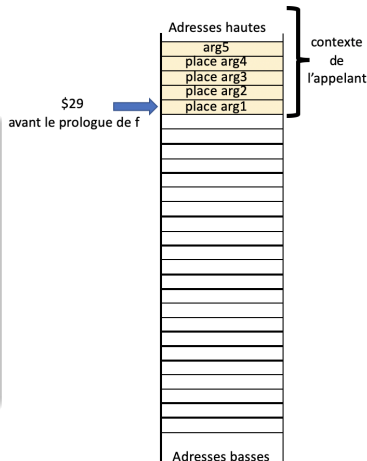 Adresses hautes
arg5
place arg4
place arg3
place arg2
place arg1
contexte
de
l'appelant
$29
avant le prologue de f
Adresses basses